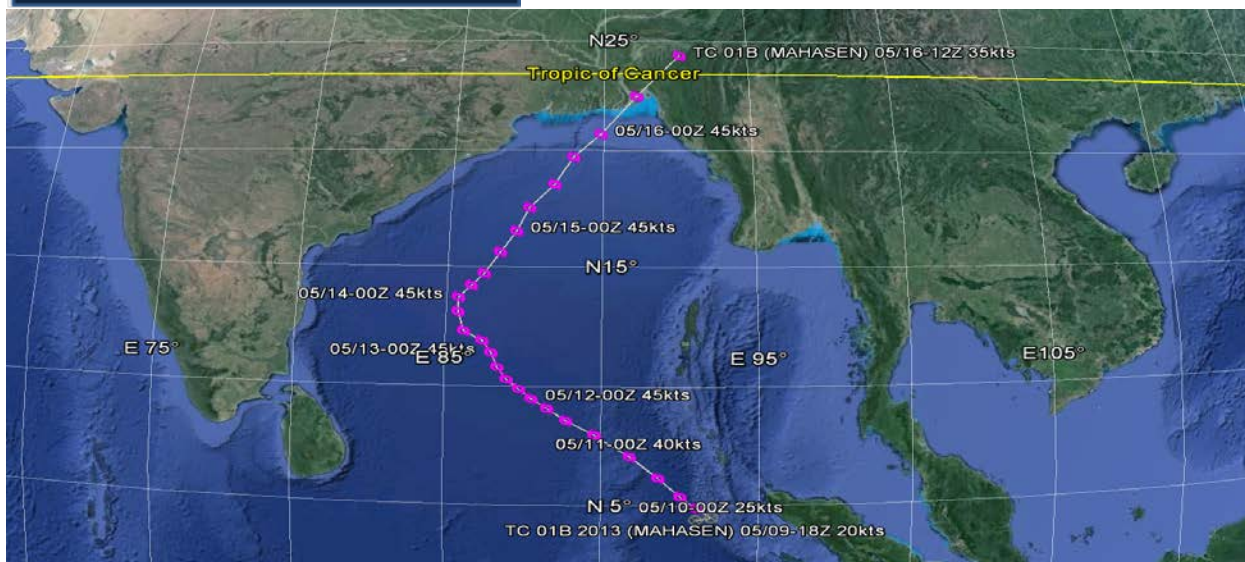 N25°
TC 01B (MAHASEN) 05/16-12Z 35kts
Tropic of Cancer
05/16-00Z 45kts
05/15-00Z 45kts
N15°
05/14-00Z 45kts
E 75°
05/13-00Z 45kts
E 85°
E 95°
E105°
05/12-00Z 45kts
05/11-00Z 40kts
N 5°
05/10-00Z 25kts
TC 01B 2013 (MAHASEN) 05/09-18Z 20kts